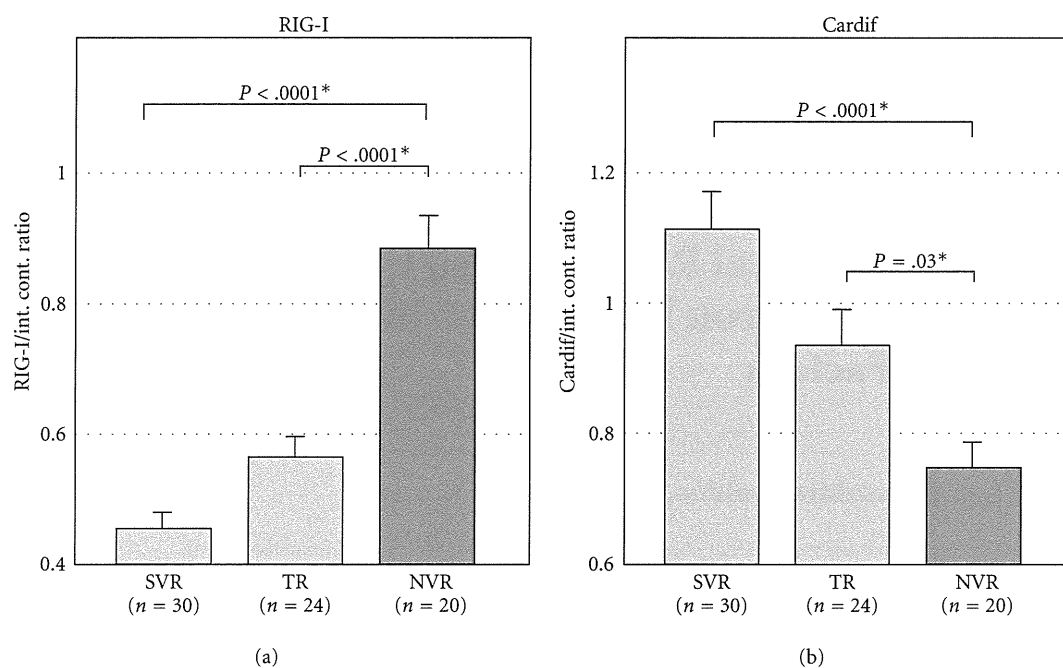 RIG-I
P < .0001*
P < .0001*
1
0.8
0.6
0.4
RIG-I/int. cont. ratio
SVR
(n = 30)
TR
(n = 24)
NVR
(n = 20)
(a)
Cardif
P < .0001*
P = .03*
1.2
1
0.8
0.6
Cardif/int. cont. ratio
SVR
(n = 30)
TR
(n = 24)
NVR
(n = 20)
(b)